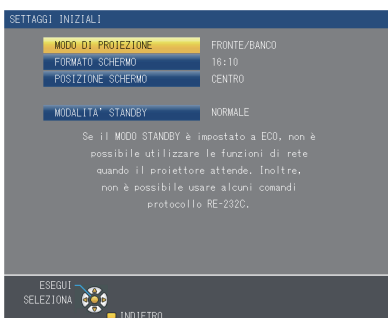 SETTAGGI INIZIALI
MODO DI PROIEZIONE FRONTE/BANCO
FORMATO SCHERMO 16:10
POSIZIONE SCHERMO CENTRO
MODALITA' STANDBY NORMALE
Se il MODO STANDBY è impostato a ECO, non è
possibile utilizzare le funzioni di rete
quando il proiettore attende. Inoltre,
non è possibile usare alcuni comandi
protocollo RE-232C.
ESEGUI
SELEZIONA
INDIETRO